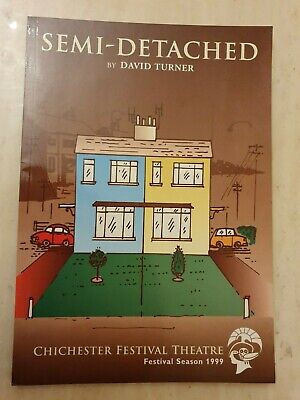 SEMI-DETACHED
BY DAVID TURNER
CHICHESTER FESTIVAL THEATRE
Festival Season 1999